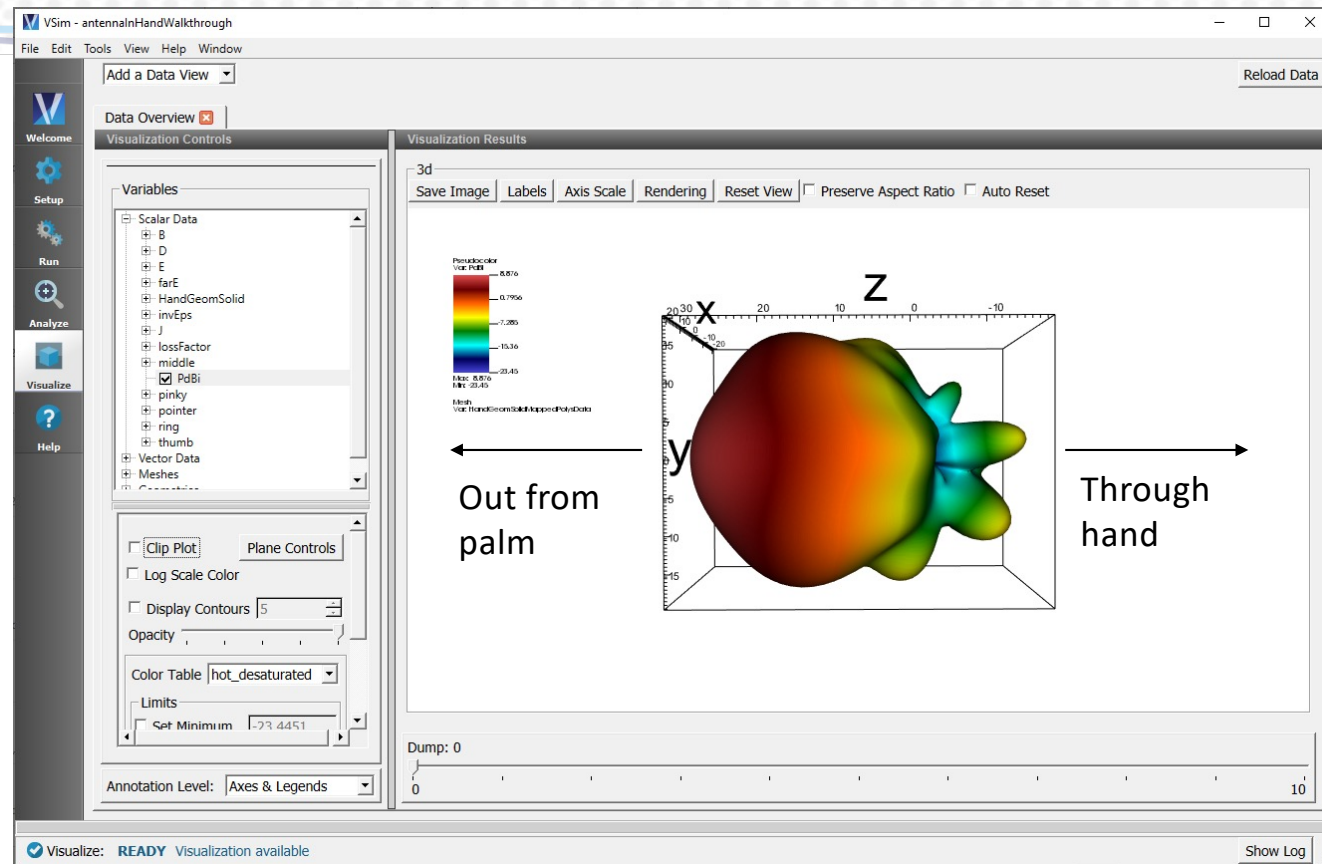 VSim - antennaInHandWalkthrough
File Edit Tools View Help Window
Add a Data View
Reload Data
Welcome
Setup
Run
Analyze
Visualize
Help
Data Overview
Visualization Controls
Variables
Scalar Data
B
D
E
farE
HandGeomSolid
invEps
J
lossFactor
middle
PdBi
pinky
pointer
ring
thumb
Vector Data
Meshes
Geometries
Clip Plot Plane Controls
Log Scale Color
Display Contours 5
Opacity
Color Table hot_desaturated
Limits
Set Minimum -23.4451
Annotation Level: Axes & Legends
Visualization Results
3d
Save Image Labels Axis Scale Rendering Reset View Preserve Aspect Ratio Auto Reset
Pseudocolor
Var: PdBi
8.876
0.7956
-7.285
-15.36
-23.45
Max: 8.876
Min: -23.45
Mesh
Var: HandGeomSolidMappedPolysData
z
x
20 10 0 -10
y
Out from
palm
Through
hand
Dump: 0
0 10
Visualize: READY Visualization available
Show Log